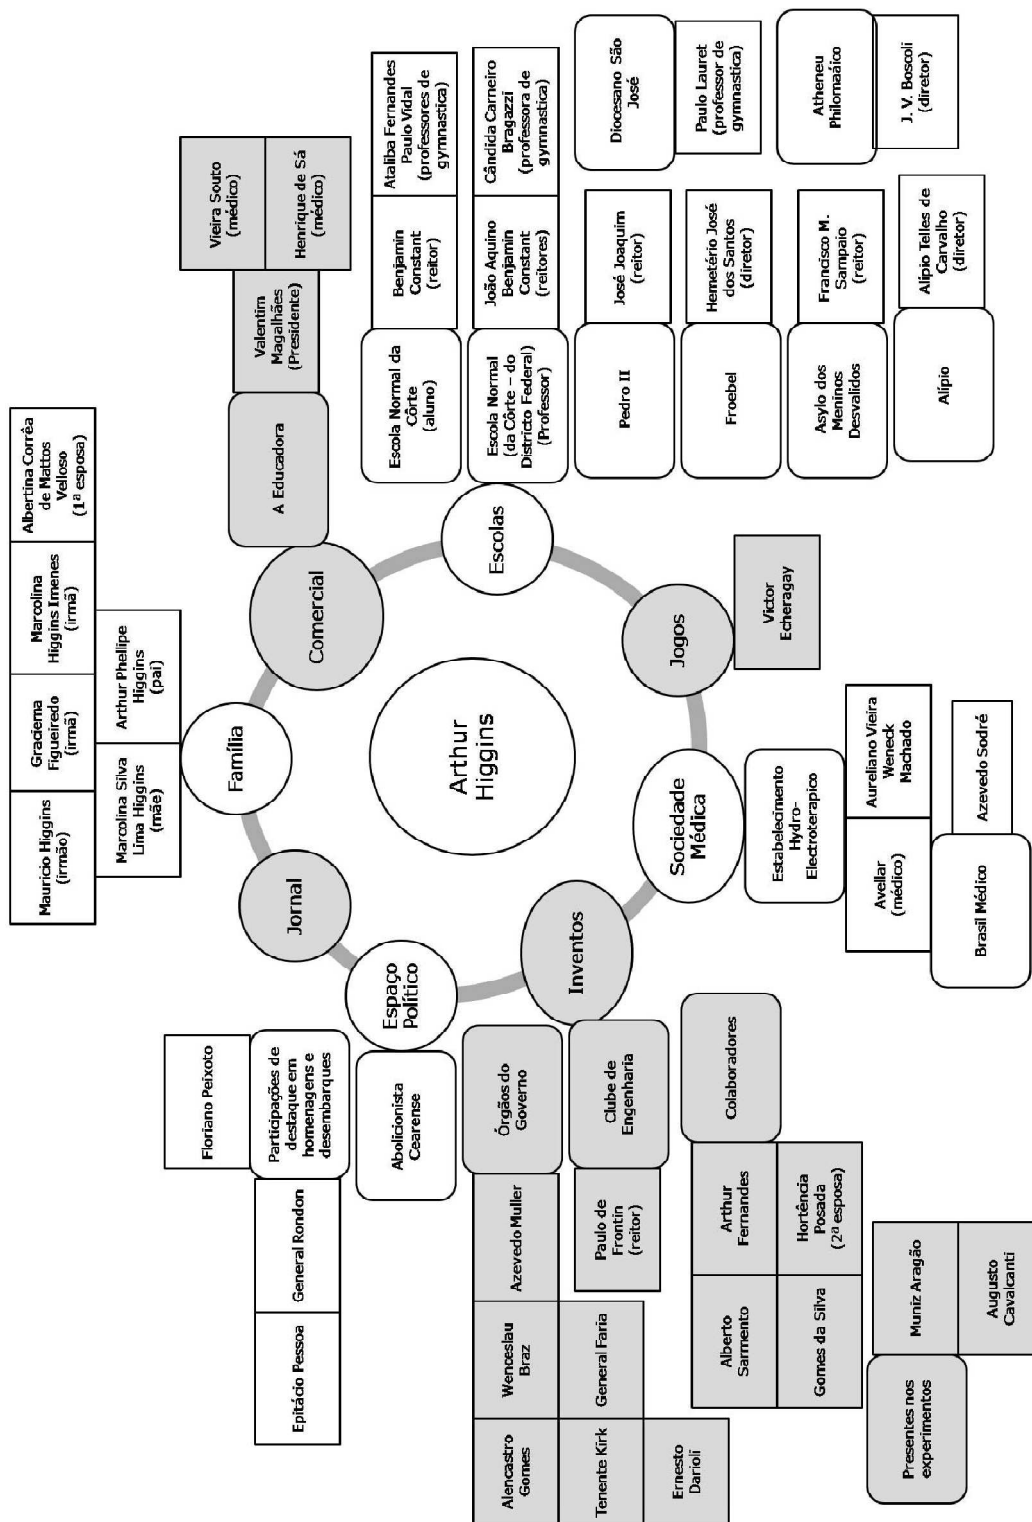 Arthur
Higgins
Família
Mauricio Higgins
(irmão)
Graciema
Figueiredo
(irmã)
Marcolina
Higgins Imenes
(irmã)
Albertina Corrêa
de Mattos
Velloso
(1ª esposa)
Marcolina Silva
Lima Higgins
(mãe)
Arthur Phellipe
Higgins
(pai)
Comercial
A Educadora
Valentim
Magalhães
(Presidente)
Vieira Souto
(médico)
Henrique de Sá
(médico)
Escolas
Escola Normal da
Côrte
(aluno)
Benjamin
Constant
(reitor)
Ataliba Fernandes
Paulo Vidal
(professores de
gymnastica)
Escola Normal
(da Côrte – do
Districto Federal)
(Professor)
João Aquino
Benjamin
Constant
(reitores)
Cândida Carneiro
Bragazzi
(professora de
gymnastica)
Pedro II
José Joaquim
(reitor)
Diocesano São
José
Paulo Lauret
(professor de
gymnastica)
Froebel
Hemetério José
dos Santos
(diretor)
Asylo dos
Meninos
Desvalidos
Francisco M.
Sampaio
(reitor)
Atheneu
Philomaáico
J. V. Boscoli
(diretor)
Alípio
Alípio Telles de
Carvalho
(diretor)
Jogos
Victor
Echeragay
Sociedade
Médica
Estabelecimento
Hydro-
Electroterapico
Avellar
(médico)
Aureliano Vieira
Weneck
Machado
Brasil Médico
Azevedo Sodré
Inventos
Órgãos do
Governo
Azevedo Muller
Wenceslau
Braz
Alencastro
Gomes
General Faria
Tenente Kirk
Ernesto
Darioli
Clube de
Engenharia
Paulo de
Frontin
(reitor)
Colaboradores
Arthur
Fernandes
Alberto
Sarmento
Hortência
Posada
(2ª esposa)
Gomes da Silva
Presentes nos
experimentos
Muniz Aragão
Augusto
Cavalcanti
Espaço
Político
Abolicionista
Cearense
Participações de
destaque em
homenagens e
desembarques
Floriano Peixoto
General Rondon
Epitácio Pessoa
Jornal